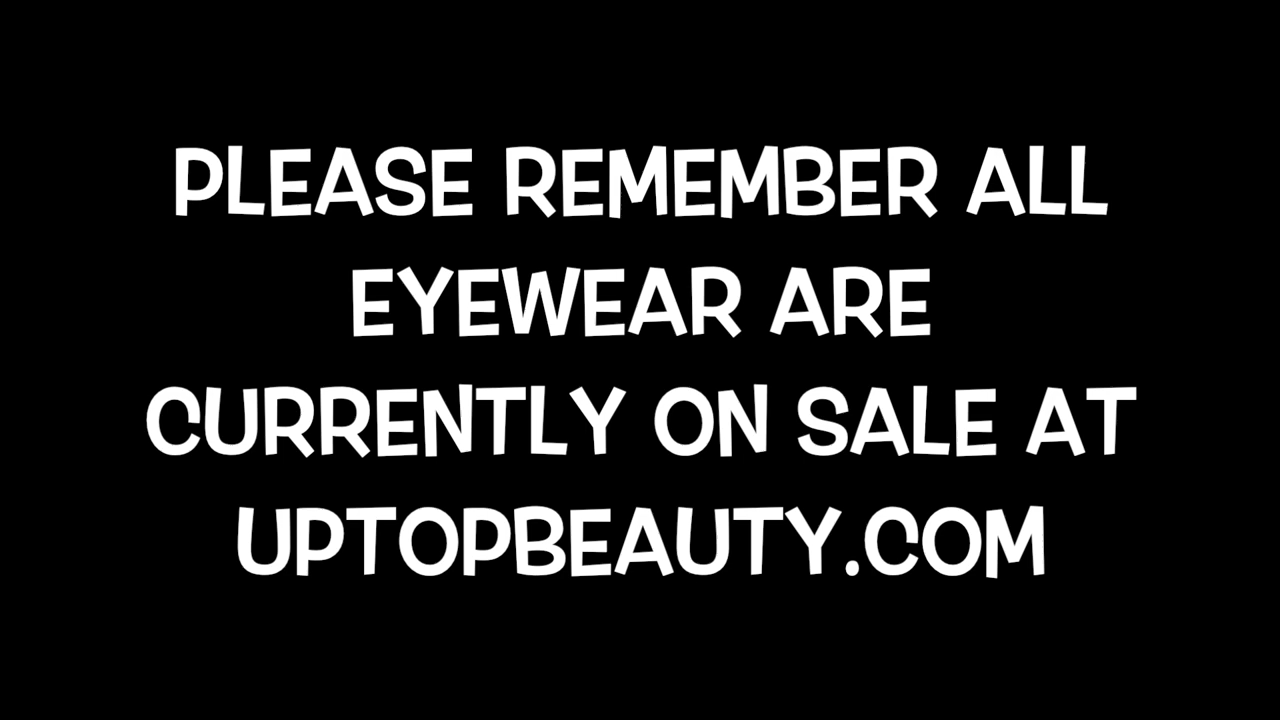 PLEASE REMEMBER ALL
EYEWEAR ARE
CURRENTLY ON SALE AT
UPTOPBEAUTY.COM